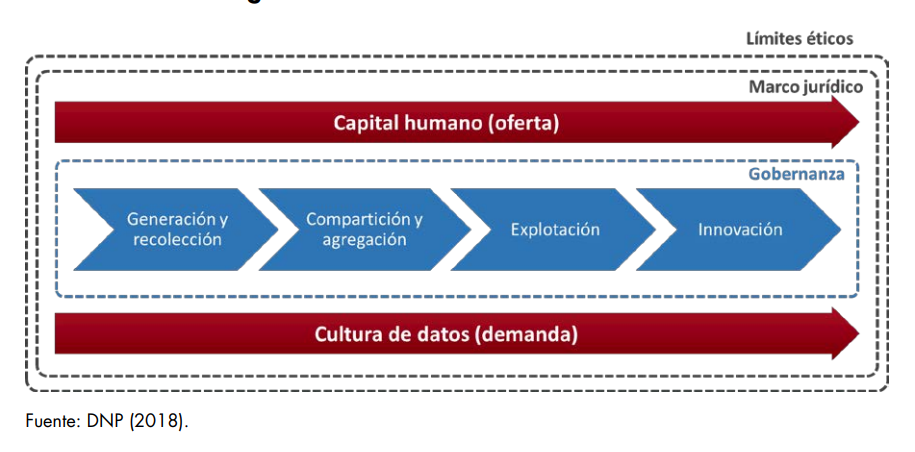 Límites éticos
Marco jurídico
Capital humano (oferta)
Gobernanza
Generación y
recolección
Compartición y
agregación
Explotación
Innovación
Cultura de datos (demanda)
Fuente: DNP (2018).